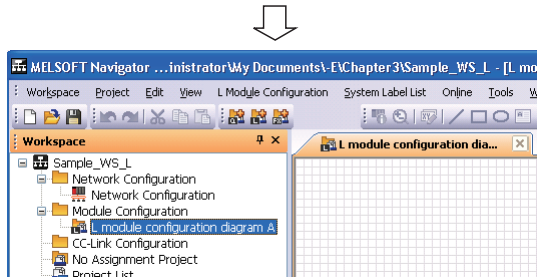 MELSOFT Navigator ...inistrator\My Documents\-E\Chapter3\Sample_WS_L - [L mo
Workspace Project Edit View L Module Configuration System Label List Online Tools W
Workspace
L module configuration dia...
Sample_WS_L
Network Configuration
Network Configuration
Module Configuration
L module configuration diagram A
CC-Link Configuration
No Assignment Project
Project List